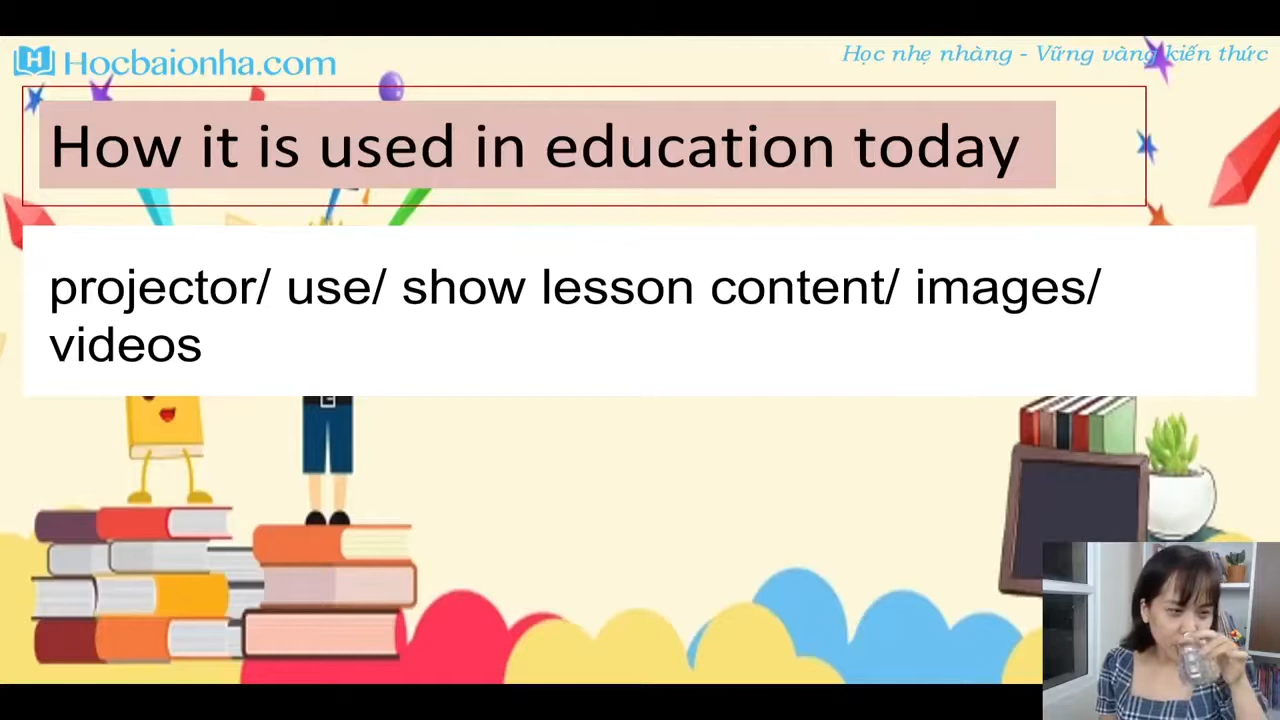 Hocbaionha.com
Học nhẹ nhàng - Vững vàng kiến thức
How it is used in education today
projector/ use/ show lesson content/ images/
videos